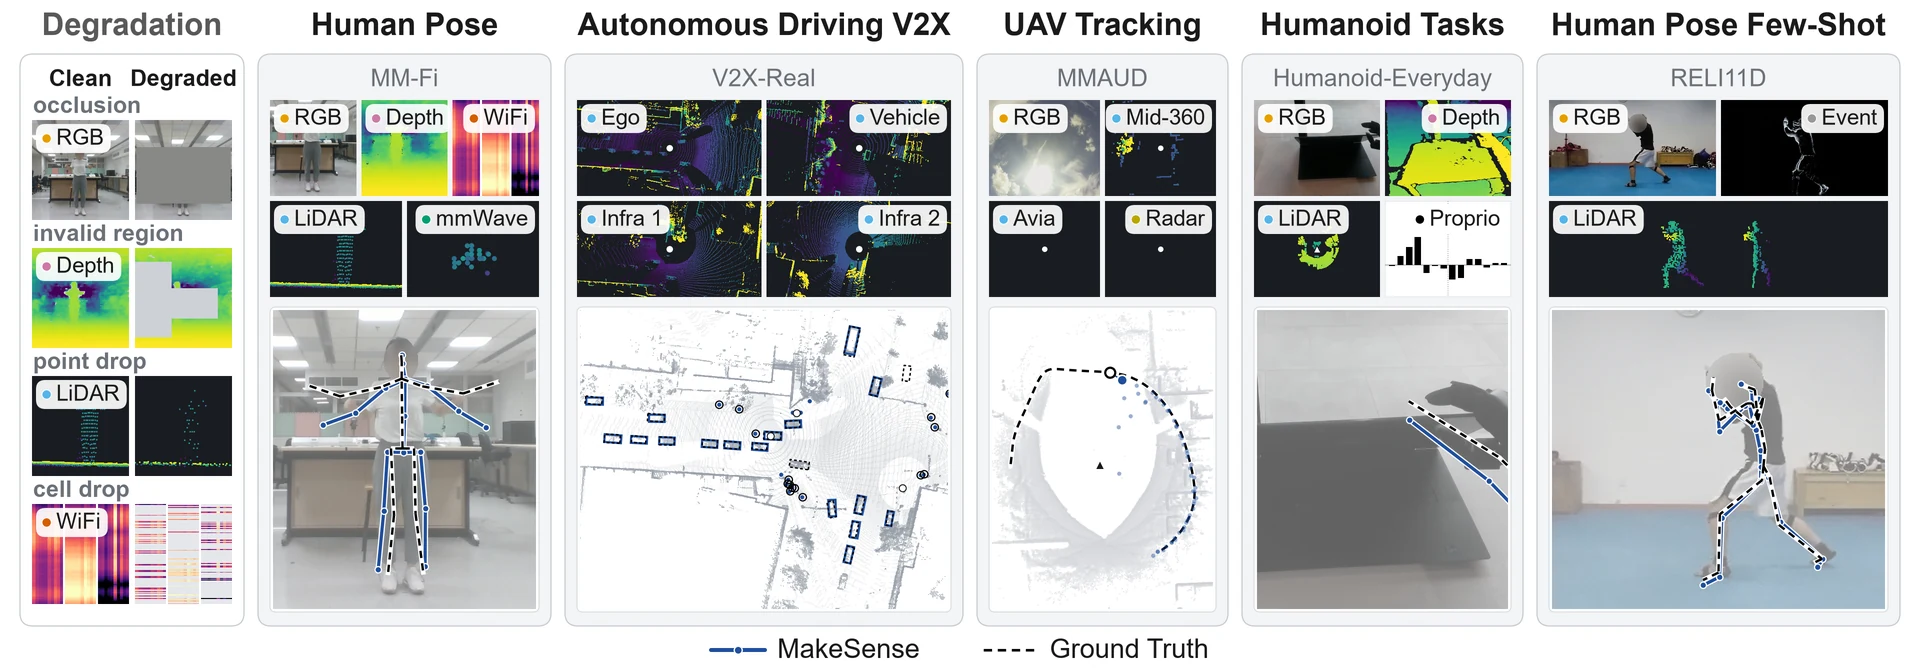 Degradation
Clean Degraded
occlusion
RGB
invalid region
Depth
point drop
LiDAR
cell drop
WiFi
Human Pose
MM-Fi
RGB Depth WiFi
LiDAR mmWave
Autonomous Driving V2X
V2X-Real
Ego Vehicle
Infra 1 Infra 2
UAV Tracking
MMAUD
RGB Mid-360
Avia Radar
Humanoid Tasks
Humanoid-Everyday
RGB Depth
LiDAR Proprio
Human Pose Few-Shot
RELI11D
RGB Event
LiDAR
MakeSense Ground Truth